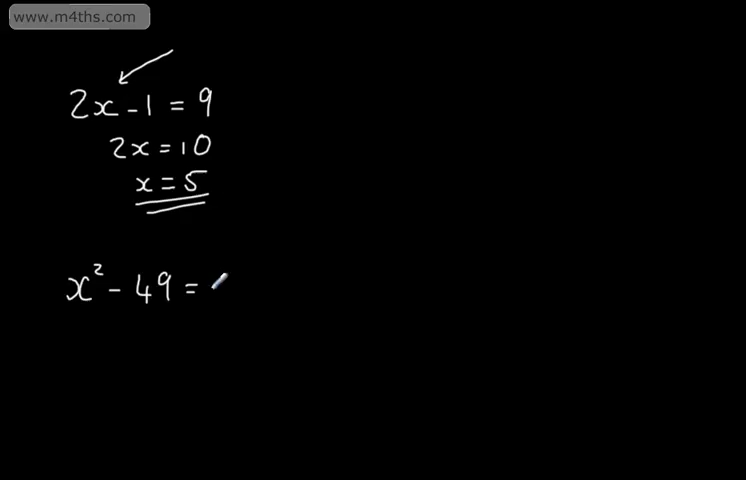 www.m4ths.com
2x - 1 = 9
2x = 10
x = 5
x² - 49 =